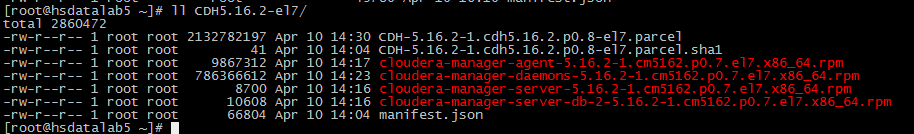 [root@hsdatalab5 ~]# ll CDH5.16.2-el7/
total 2860472
-rw-r--r-- 1 root root 2132782197 Apr 10 14:30 CDH-5.16.2-1.cdh5.16.2.p0.8-el7.parcel
-rw-r--r-- 1 root root 41 Apr 10 14:04 CDH-5.16.2-1.cdh5.16.2.p0.8-el7.parcel.sha1
-rw-r--r-- 1 root root 9867312 Apr 10 14:17 cloudera-manager-agent-5.16.2-1.cm5162.p0.7.el7.x86_64.rpm
-rw-r--r-- 1 root root 786366612 Apr 10 14:23 cloudera-manager-daemons-5.16.2-1.cm5162.p0.7.el7.x86_64.rpm
-rw-r--r-- 1 root root 8700 Apr 10 14:16 cloudera-manager-server-5.16.2-1.cm5162.p0.7.el7.x86_64.rpm
-rw-r--r-- 1 root root 10608 Apr 10 14:16 cloudera-manager-server-db-2-5.16.2-1.cm5162.p0.7.el7.x86_64.rpm
-rw-r--r-- 1 root root 66804 Apr 10 14:04 manifest.json
[root@hsdatalab5 ~]#